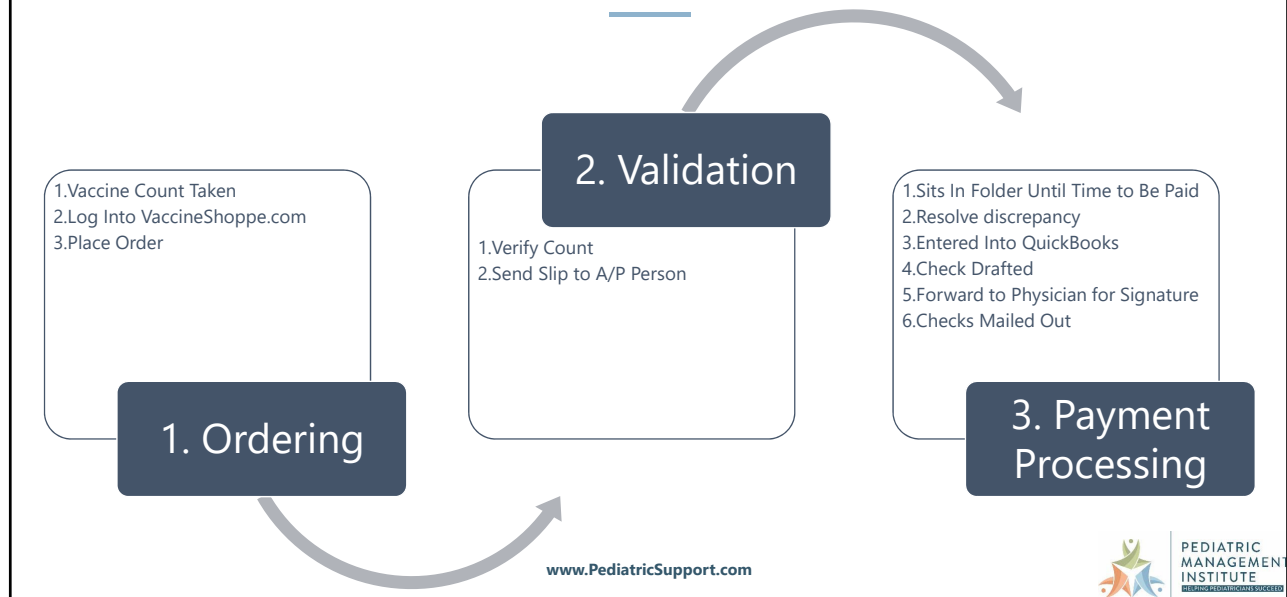 1.Vaccine Count Taken
2.Log Into VaccineShoppe.com
3.Place Order
1. Ordering
2. Validation
1.Verify Count
2.Send Slip to A/P Person
1.Sits In Folder Until Time to Be Paid
2.Resolve discrepancy
3.Entered Into QuickBooks
4.Check Drafted
5.Forward to Physician for Signature
6.Checks Mailed Out
3. Payment
Processing
www.PediatricSupport.com
PEDIATRIC
MANAGEMENT
INSTITUTE
HELPING PEDIATRICIANS SUCCEED